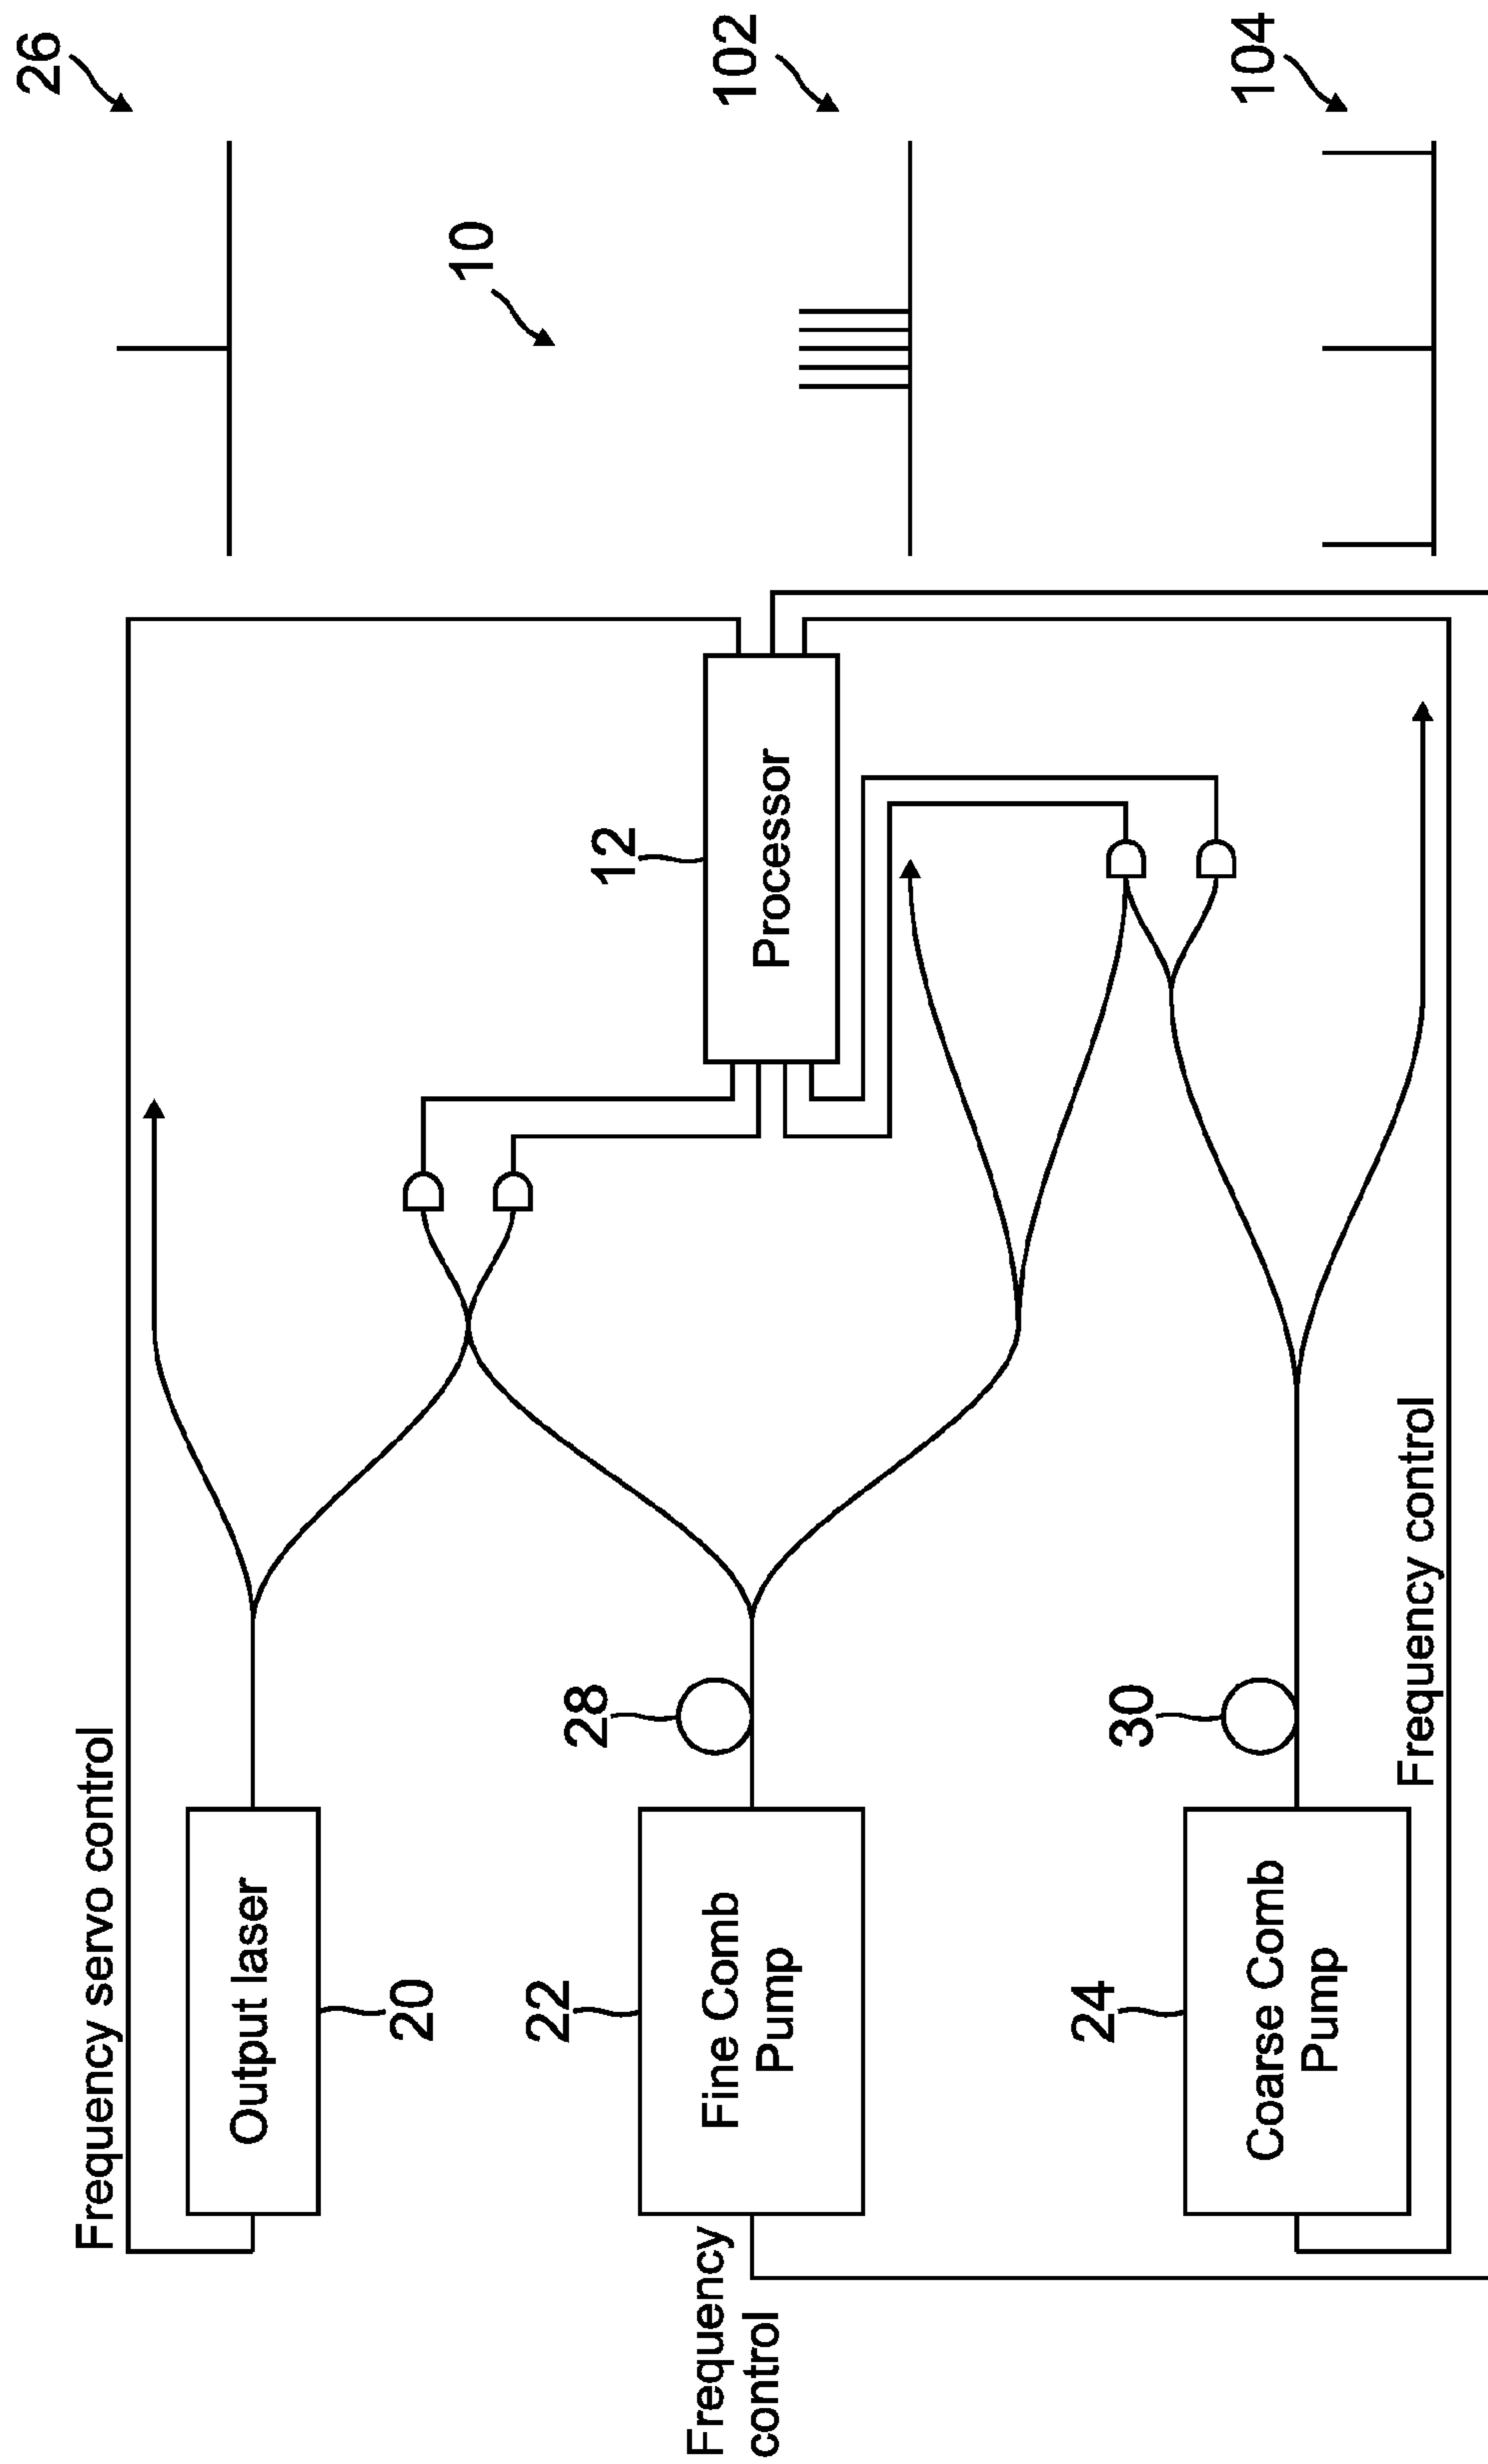 26
102
104
10
Frequency servo control
Output laser
20
12
Processor
28
Fine Comb
Pump
22
Frequency
control
30
Coarse Comb
Pump
24
Frequency control